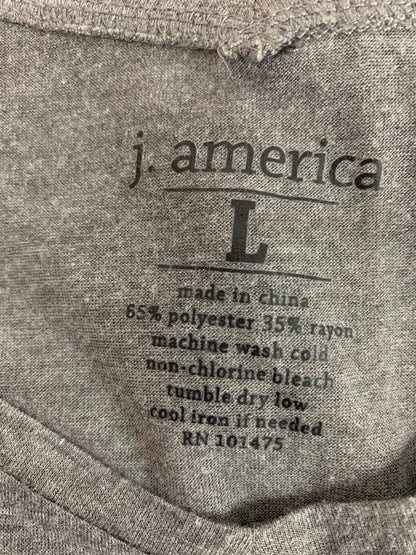 j. america
L
made in china
65% polyester 35% rayon
machine wash cold
non-chlorine bleach
tumble dry low
cool iron if needed
RN 101475